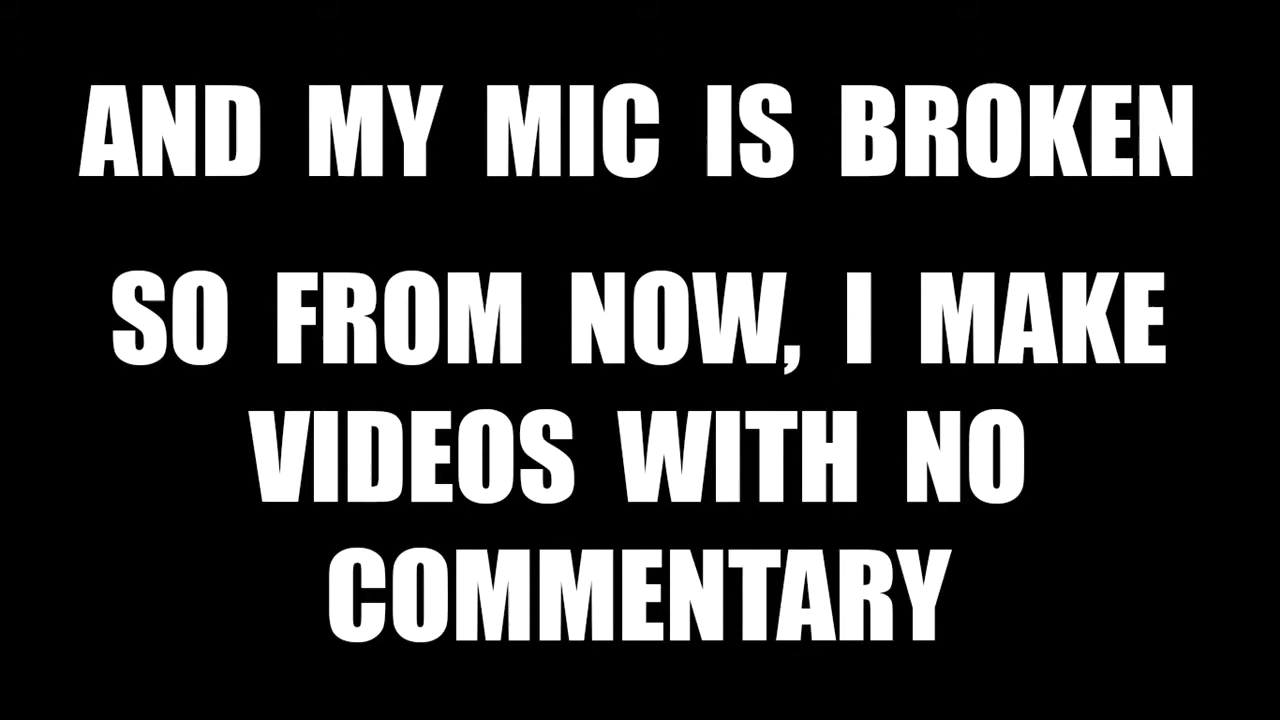 AND MY MIC IS BROKEN
SO FROM NOW, I MAKE
VIDEOS WITH NO
COMMENTARY